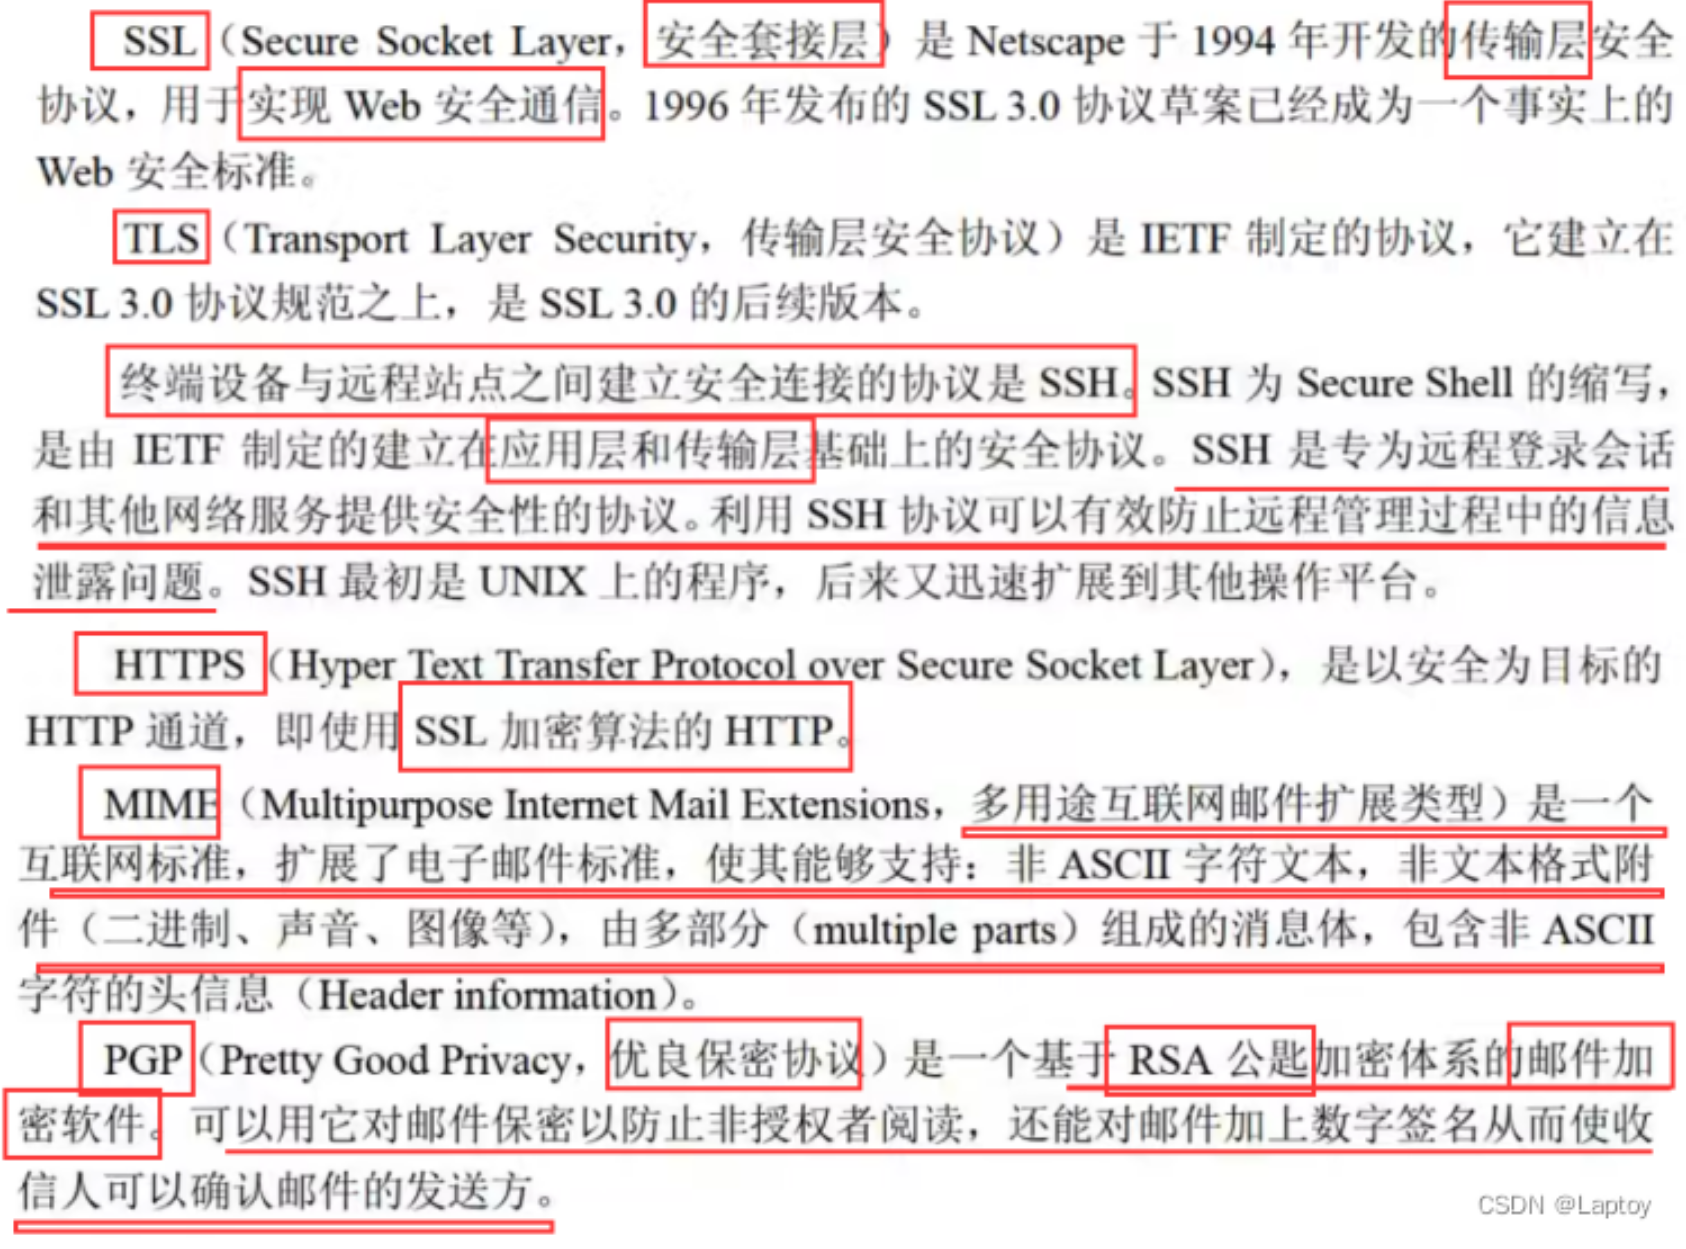 SSL（Secure Socket Layer，安全套接层）是 Netscape 于 1994 年开发的传输层安全
协议，用于实现 Web 安全通信。1996 年发布的 SSL 3.0 协议草案已经成为一个事实上的
Web 安全标准。
TLS（Transport Layer Security，传输层安全协议）是 IETF 制定的协议，它建立在
SSL 3.0 协议规范之上，是 SSL 3.0 的后续版本。
终端设备与远程站点之间建立安全连接的协议是 SSH。SSH 为 Secure Shell 的缩写，
是由 IETF 制定的建立在应用层和传输层基础上的安全协议。SSH 是专为远程登录会话
和其他网络服务提供安全性的协议。利用 SSH 协议可以有效防止远程管理过程中的信息
泄露问题。SSH 最初是 UNIX 上的程序，后来又迅速扩展到其他操作平台。
HTTPS（Hyper Text Transfer Protocol over Secure Socket Layer），是以安全为目标的
HTTP 通道，即使用 SSL 加密算法的 HTTP。
MIME（Multipurpose Internet Mail Extensions，多用途互联网邮件扩展类型）是一个
互联网标准，扩展了电子邮件标准，使其能够支持：非 ASCII 字符文本，非文本格式附
件（二进制、声音、图像等），由多部分（multiple parts）组成的消息体，包含非 ASCII
字符的头信息（Header information）。
PGP（Pretty Good Privacy，优良保密协议）是一个基于 RSA 公匙加密体系的邮件加
密软件。可以用它对邮件保密以防止非授权者阅读，还能对邮件加上数字签名从而使收
信人可以确认邮件的发送方。
CSDN @Laptoy